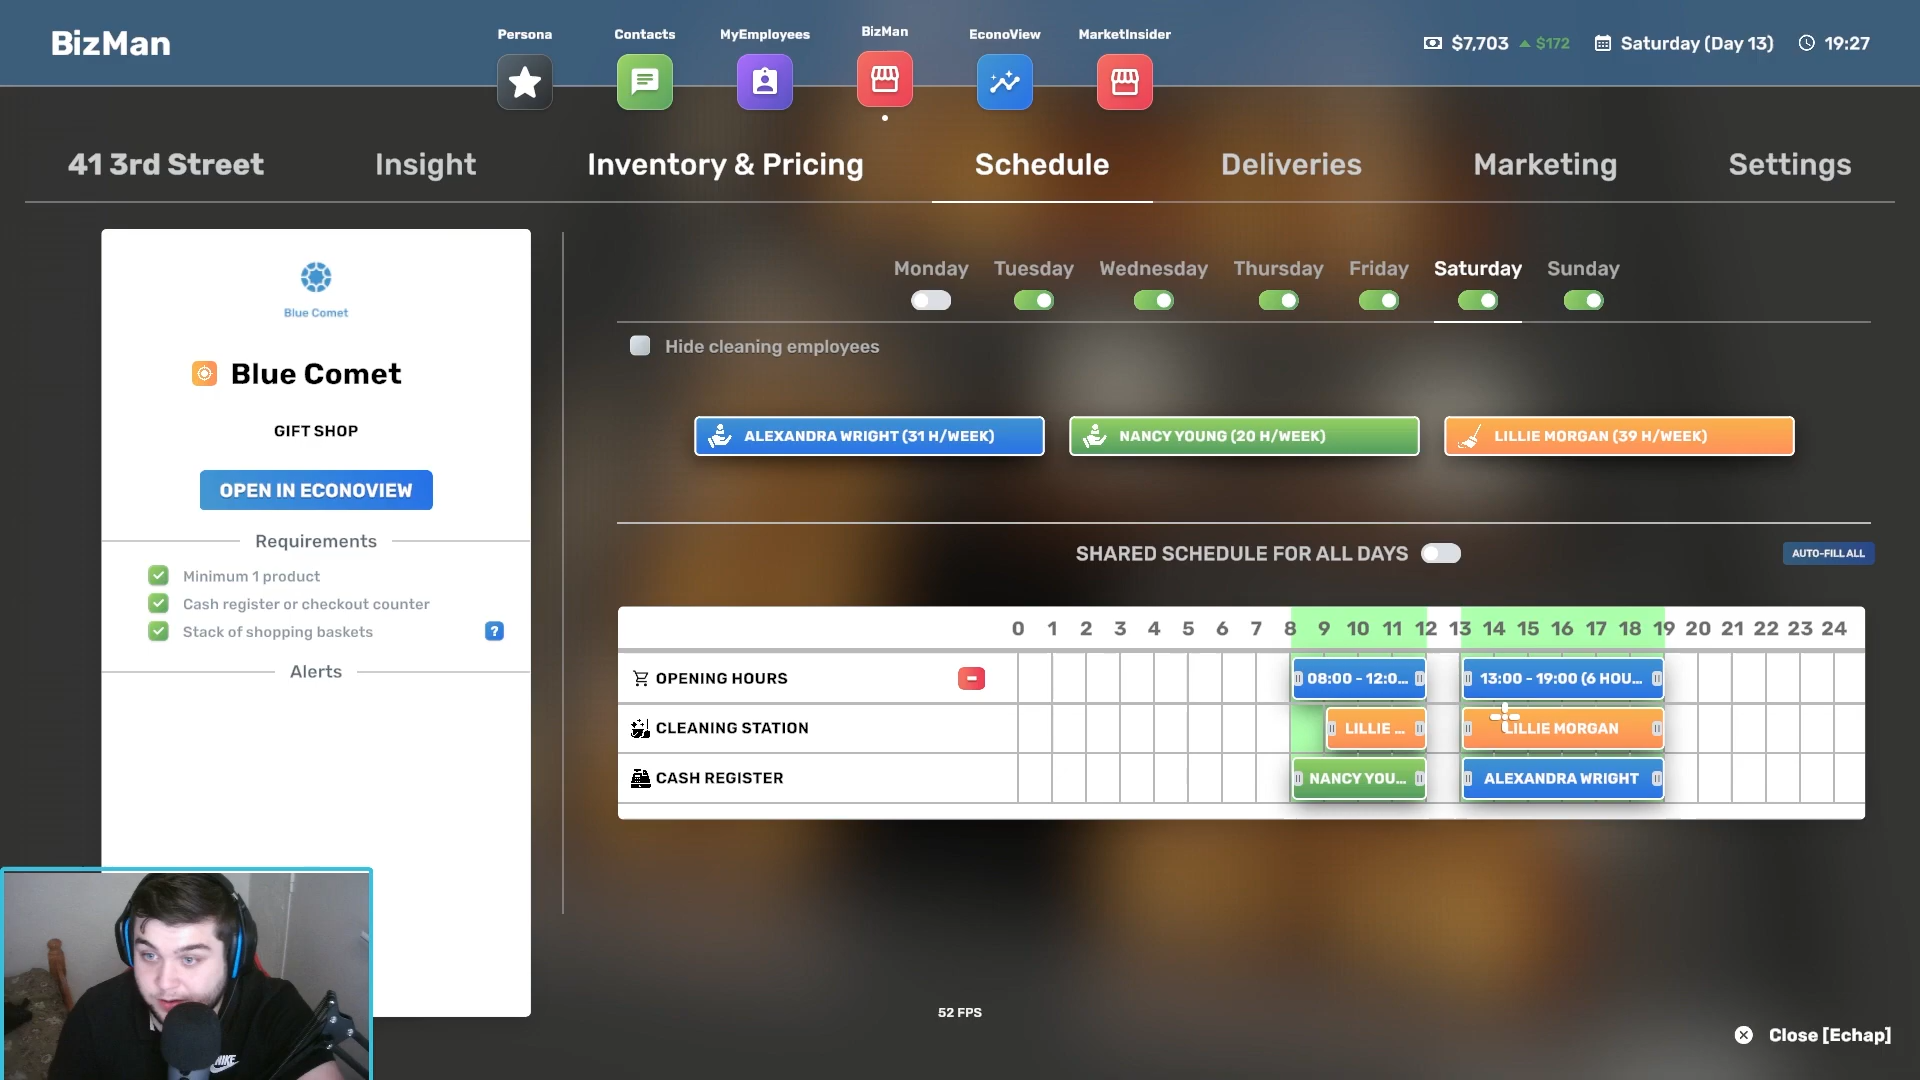 BizMan
Persona
Contacts
MyEmployees
BizMan
EconoView
MarketInsider
$7,703 $172
Saturday (Day 13)
19:27
41 3rd Street
Insight
Inventory & Pricing
Schedule
Deliveries
Marketing
Settings
Blue Comet
Blue Comet
GIFT SHOP
OPEN IN ECONOVIEW
Requirements
Minimum 1 product
Cash register or checkout counter
Stack of shopping baskets ?
Alerts
Monday Tuesday Wednesday Thursday Friday Saturday Sunday
Hide cleaning employees
ALEXANDRA WRIGHT (31 H/WEEK)
NANCY YOUNG (20 H/WEEK)
LILLIE MORGAN (39 H/WEEK)
SHARED SCHEDULE FOR ALL DAYS
AUTO-FILL ALL
0 1 2 3 4 5 6 7 8 9 10 11 12 13 14 15 16 17 18 19 20 21 22 23 24
OPENING HOURS
08:00 - 12:0...
13:00 - 19:00 (6 HOU...
CLEANING STATION
LILLIE ...
LILLIE MORGAN
CASH REGISTER
NANCY YOU...
ALEXANDRA WRIGHT
NIKE
52 FPS
Close [Echap]